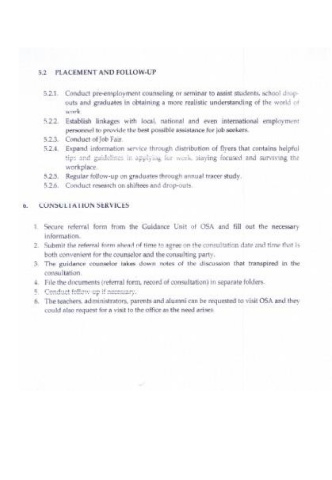 5.2 PLACEMENT AND FOLLOW-UP
5.2.1. Conduct pre-employment counseling or seminar to assist students, school drop-
outs and graduates in obtaining a more realistic understanding of the world of
work.
5.2.2. Establish linkages with local, national and even international employment
personnel to provide the best possible assistance for job seekers.
5.2.3. Conduct of Job Fair.
5.2.4. Expand information service through distribution of flyers that contains helpful
tips and guidelines in applying for work, staying focused and surviving the
workplace.
5.2.5. Regular follow-up on graduates through annual tracer study.
5.2.6. Conduct research on shiftees and drop-outs.
6. CONSULTATION SERVICES
1. Secure referral form from the Guidance Unit of OSA and fill out the necessary
information.
2. Submit the referral form ahead of time to agree on the consultation date and time that is
both convenient for the counselor and the consulting party.
3. The guidance counselor takes down notes of the discussion that transpired in the
consultation
4. File the documents (referral form, record of consultation) in separate folders.
5. Conduct follow-up if necessary.
6. The teachers, administrators, parents and alumni can be requested to visit OSA and they
could also request for a visit to the office as the need arises